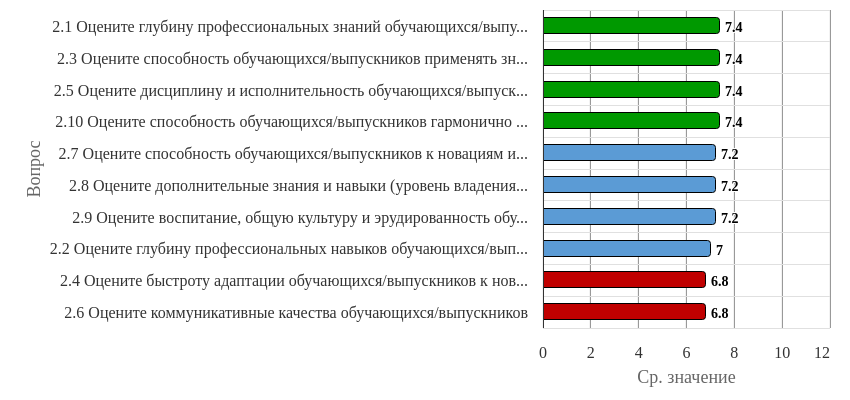 2.1 Оцените глубину профессиональных знаний обучающихся/выпу... 7.4
2.3 Оцените способность обучающихся/выпускников применять зн... 7.4
2.5 Оцените дисциплину и исполнительность обучающихся/выпуск... 7.4
2.10 Оцените способность обучающихся/выпускников гармонично ... 7.4
2.7 Оцените способность обучающихся/выпускников к новациям и... 7.2
2.8 Оцените дополнительные знания и навыки (уровень владения... 7.2
2.9 Оцените воспитание, общую культуру и эрудированность обу... 7.2
2.2 Оцените глубину профессиональных навыков обучающихся/вып... 7
2.4 Оцените быстроту адаптации обучающихся/выпускников к нов... 6.8
2.6 Оцените коммуникативные качества обучающихся/выпускников 6.8
Вопрос
0 2 4 6 8 10 12
Ср. значение